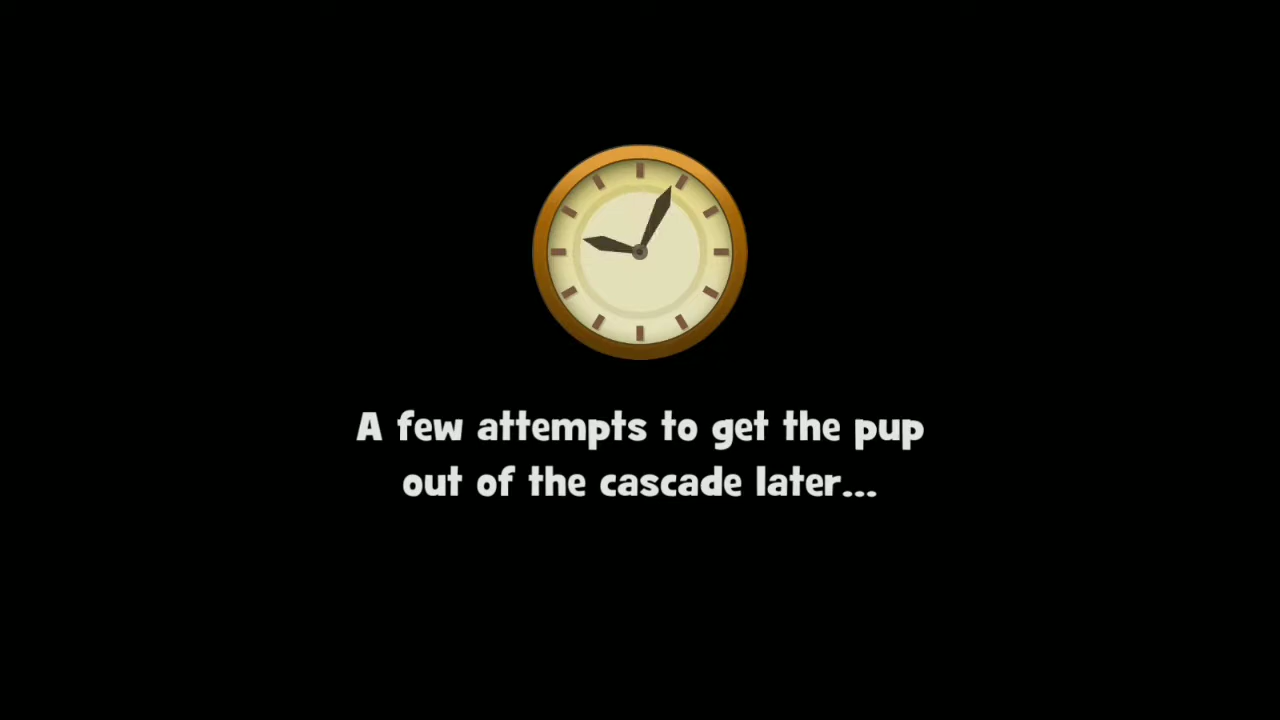 A few attempts to get the pup
out of the cascade later...